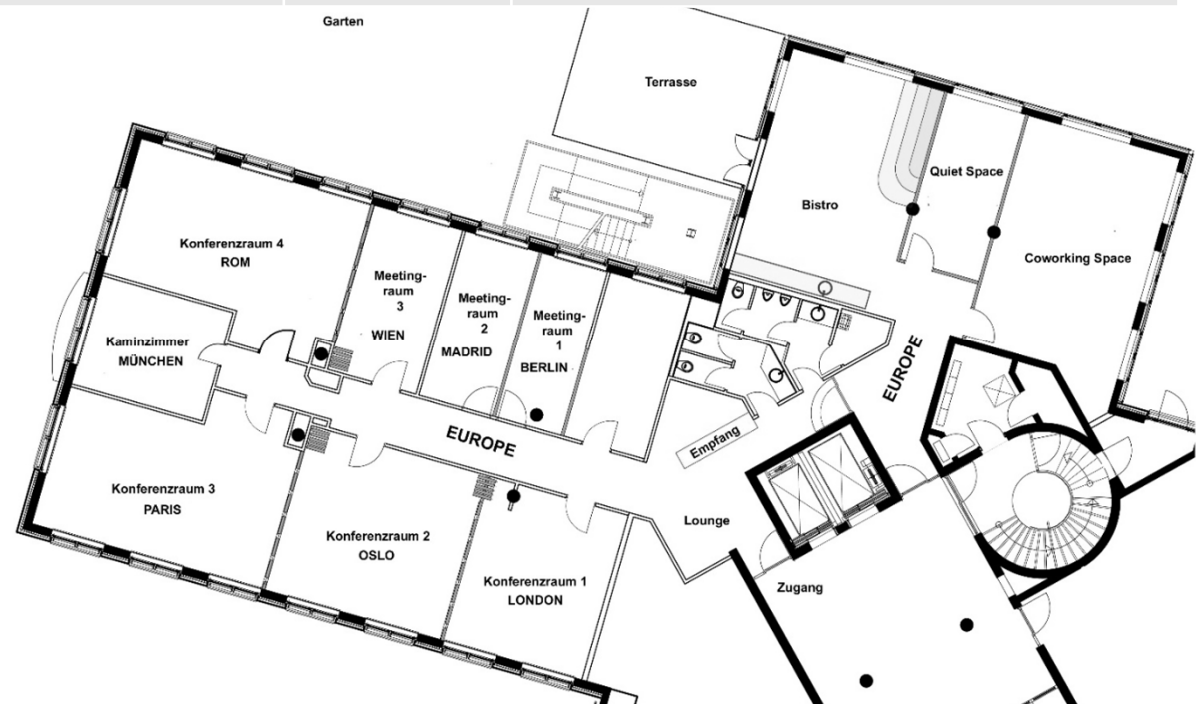 Garten
Terrasse
Bistro
Quiet Space
Coworking Space
Konferenzraum 4
ROM
Meeting-
raum
3
WIEN
Meeting-
raum
2
MADRID
Meeting-
raum
1
BERLIN
Kaminzimmer
MÜNCHEN
EUROPE
EUROPE
Empfang
Lounge
Konferenzraum 3
PARIS
Konferenzraum 2
OSLO
Konferenzraum 1
LONDON
Zugang